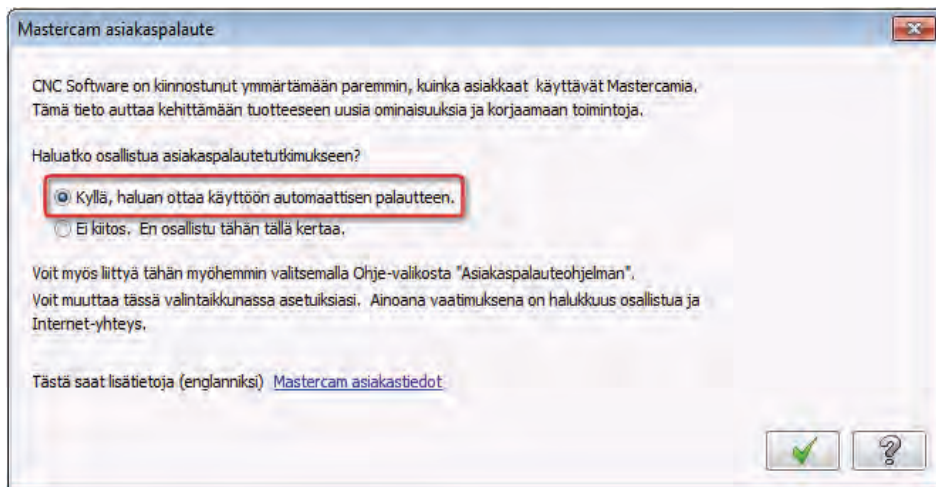 Mastercam asiakaspalaute
CNC Software on kiinnostunut ymmärtämään paremmin, kuinka asiakkaat käyttävät Mastercamia.
Tämä tieto auttaa kehittämään tuotteeseen uusia ominaisuuksia ja korjaamaan toimintoja.
Haluatko osallistua asiakaspalautetutkimukseen?
Kyllä, haluan ottaa käyttöön automaattisen palautteen.
Ei kiitos. En osallistu tähän tällä kertaa.
Voit myös liittyä tähän myöhemmin valitsemalla Ohje-valikosta "Asiakaspalauteohjelman".
Voit muuttaa tässä valintaikkunassa asetuiksiasi. Ainoana vaatimuksena on halukkuus osallistua ja
Internet-yhteys.
Tästä saat lisätietoja (englanniksi) Mastercam asiakastiedot